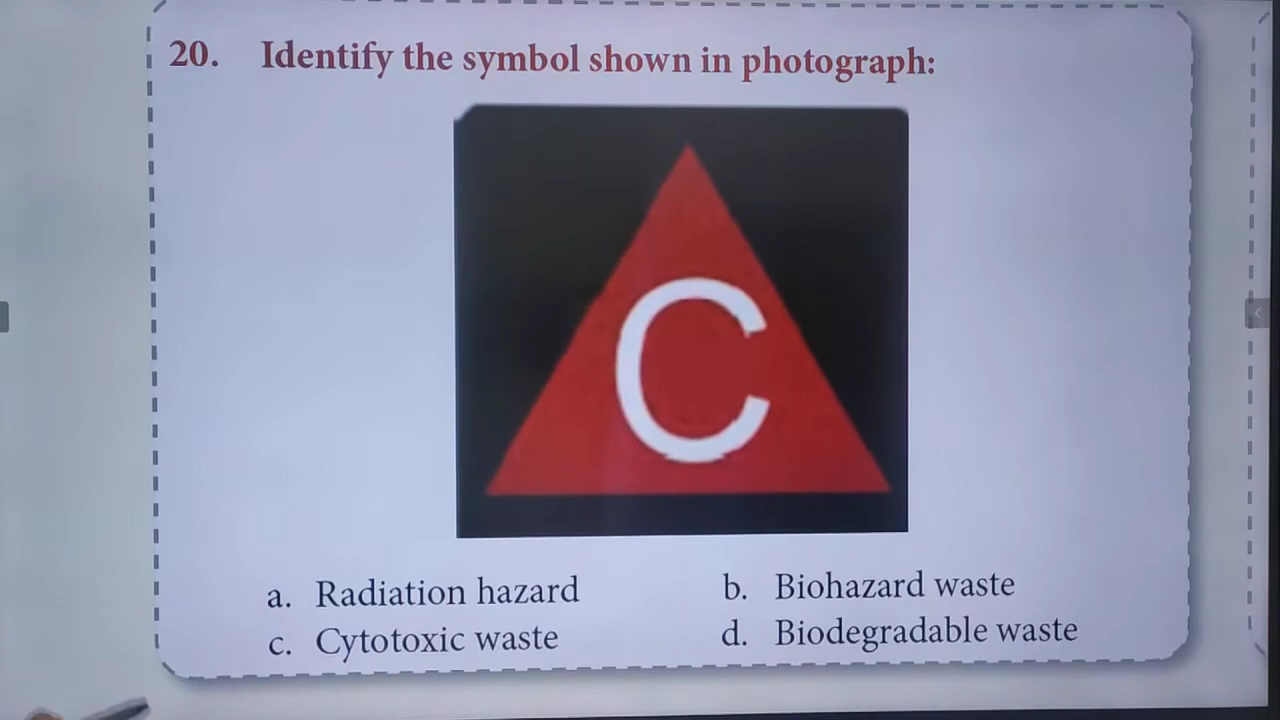 20. Identify the symbol shown in photograph:
C
a. Radiation hazard b. Biohazard waste
c. Cytotoxic waste d. Biodegradable waste